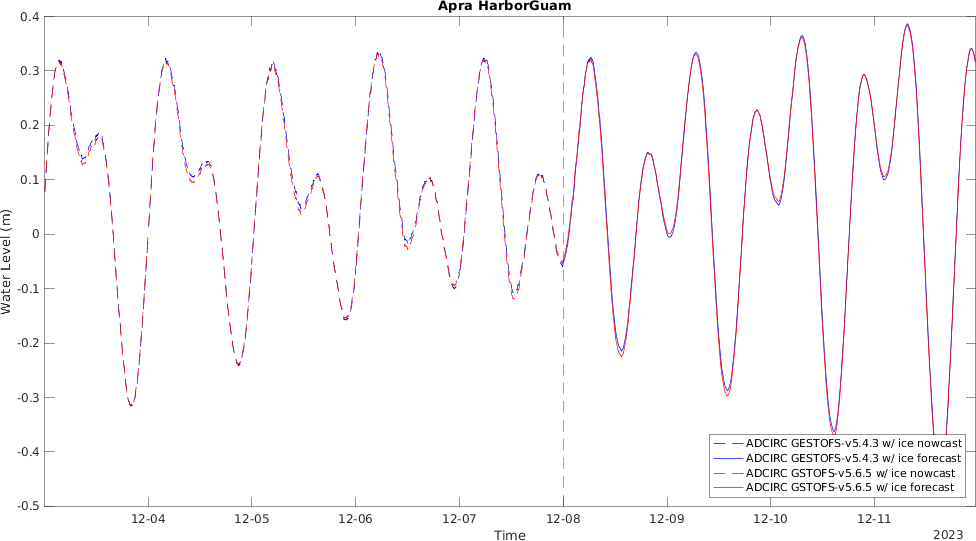 Apra HarborGuam
0.4
0.3
0.2
0.1
0
-0.1
-0.2
-0.3
-0.4
-0.5
Water Level (m)
ADCIRC GESTOFS-v5.4.3 w/ ice nowcast
ADCIRC GESTOFS-v5.4.3 w/ ice forecast
ADCIRC GSTOFS-v5.6.5 w/ ice nowcast
ADCIRC GSTOFS-v5.6.5 w/ ice forecast
12-04 12-05 12-06 12-07 12-08 12-09 12-10 12-11
Time
2023